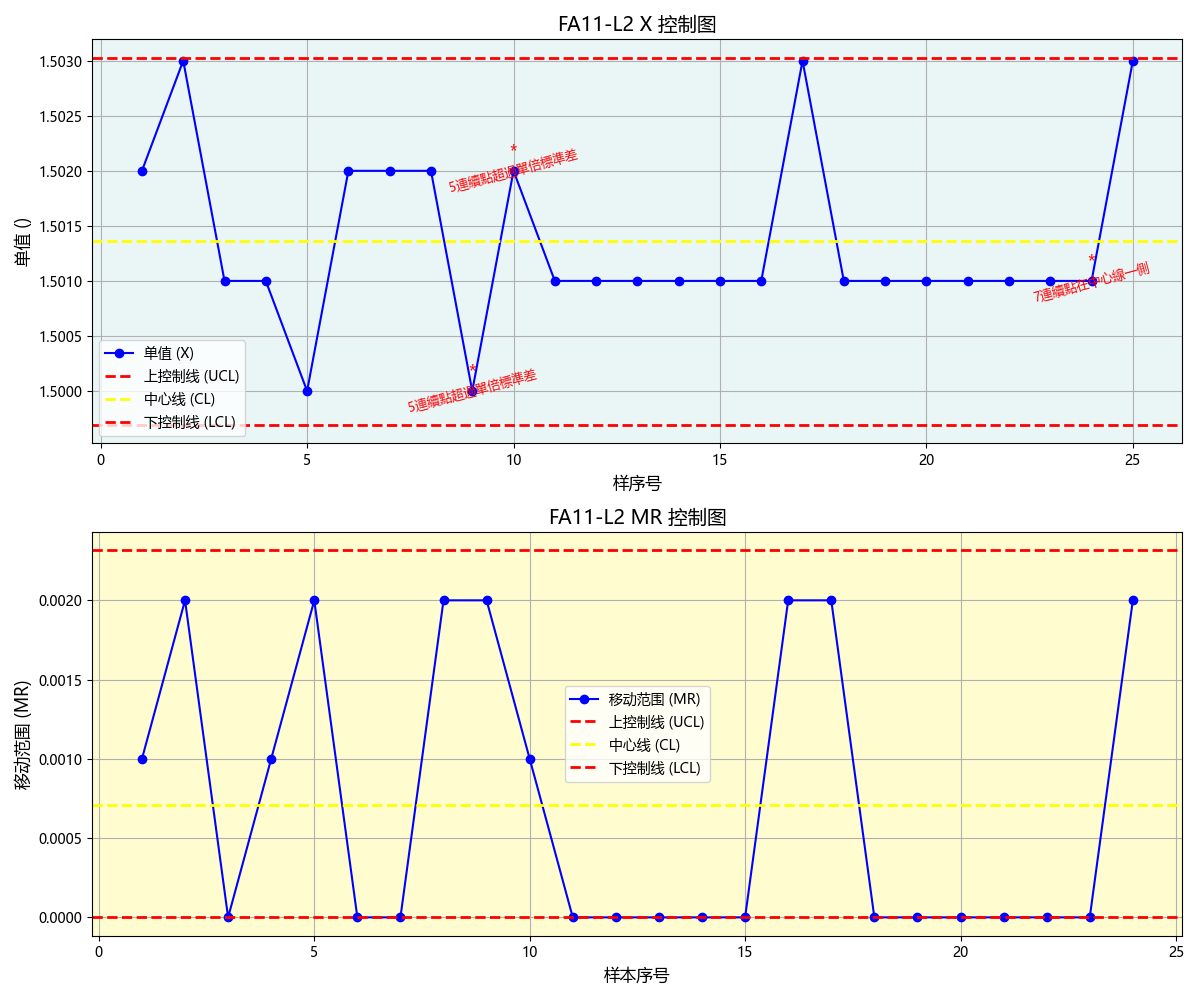 FA11-L2 X 控制图
单值 ()
1.5030
1.5025
1.5020
1.5015
1.5010
1.5005
1.5000
*
5連續點超過單倍標準差
*
7連續點在中心線一側
*
5連續點超過單倍標準差
单值 (X)
上控制线 (UCL)
中心线 (CL)
下控制线 (LCL)
0 5 10 15 20 25
样序号
FA11-L2 MR 控制图
移动范围 (MR)
0.0020
0.0015
0.0010
0.0005
0.0000
移动范围 (MR)
上控制线 (UCL)
中心线 (CL)
下控制线 (LCL)
0 5 10 15 20 25
样本序号